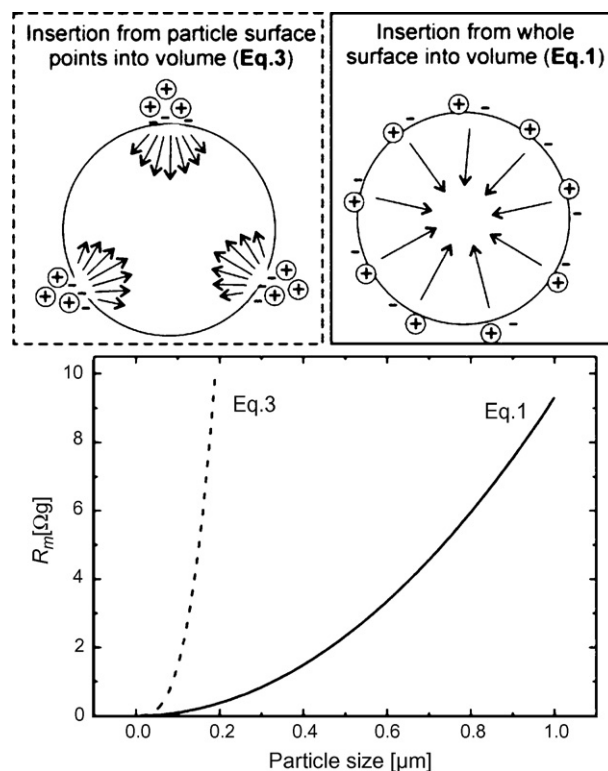 Insertion from particle surface
points into volume (Eq.3)
Insertion from whole
surface into volume (Eq.1)
10
8
6
4
2
0
Rm[Ωg]
Eq.3
Eq.1
0.0 0.2 0.4 0.6 0.8 1.0
Particle size [µm]